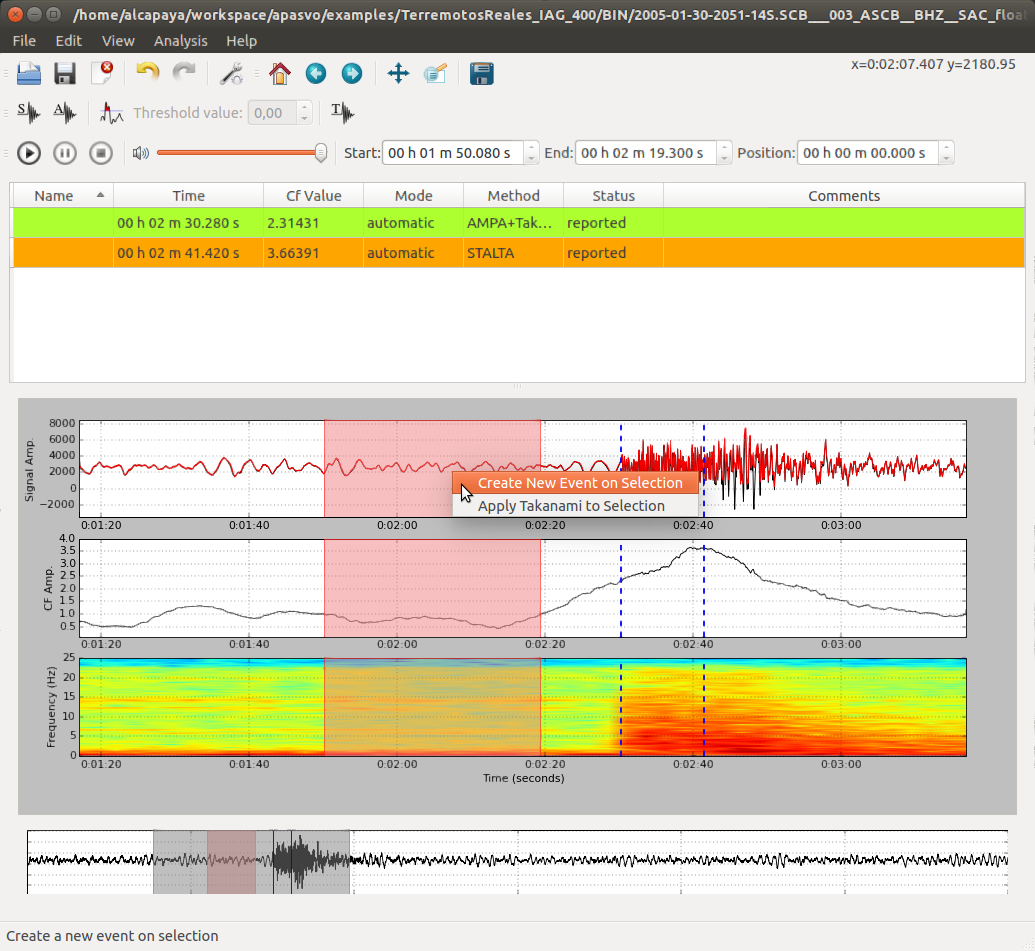 /home/alcapaya/workspace/apasvo/examples/TerremotosReales_IAG_400/BIN/2005-01-30-2051-14S.SCB___003_ASCB__BHZ__SAC_floa
File Edit View Analysis Help
x=0:02:07.407 y=2180.95
S A Threshold value: 0,00 T
Start: 00 h 01 m 50.080 s End: 00 h 02 m 19.300 s Position: 00 h 00 m 00.000 s
Name Time Cf Value Mode Method Status Comments
00 h 02 m 30.280 s 2.31431 automatic AMPA+Tak... reported
00 h 02 m 41.420 s 3.66391 automatic STALTA reported
Signal Amp.
8000
6000
4000
2000
0
−2000
Create New Event on Selection
Apply Takanami to Selection
0:01:20 0:01:40 0:02:00 0:02:20 0:02:40 0:03:00
CF Amp.
4.0
3.5
3.0
2.5
2.0
1.5
1.0
0.5
0:01:20 0:01:40 0:02:00 0:02:20 0:02:40 0:03:00
Frequency (Hz)
25
20
15
10
5
0
0:01:20 0:01:40 0:02:00 0:02:20 0:02:40 0:03:00
Time (seconds)
Create a new event on selection